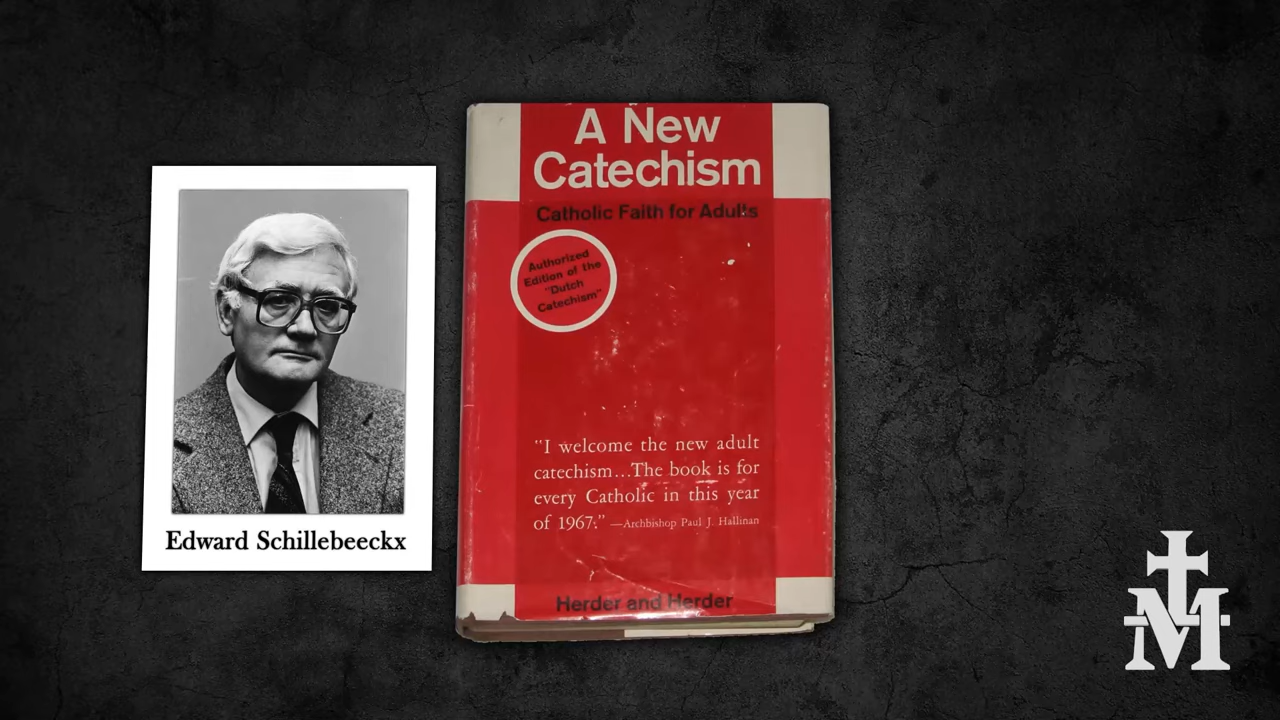 Edward Schillebeeckx
A New
Catechism
Catholic Faith for Adults
Authorized
Edition of the
"Dutch
Catechism"
"I welcome the new adult
catechism...The book is for
every Catholic in this year
of 1967." —Archbishop Paul J. Hallinan
Herder and Herder